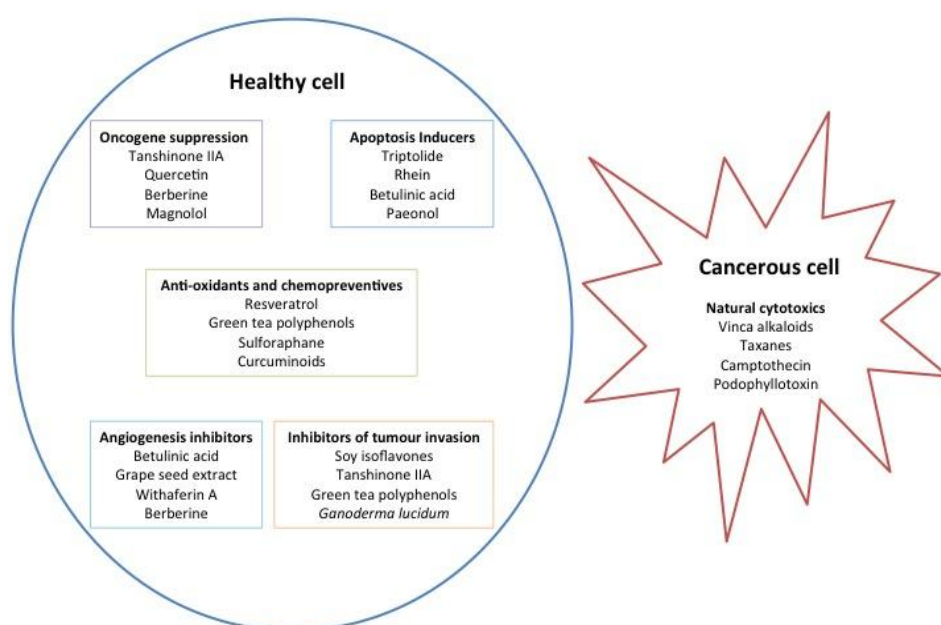 Healthy cell
Oncogene suppression
Tanshinone IIA
Quercetin
Berberine
Magnolol
Apoptosis Inducers
Triptolide
Rhein
Betulinic acid
Paeonol
Anti-oxidants and chemopreventives
Resveratrol
Green tea polyphenols
Sulforaphane
Curcuminoids
Angiogenesis inhibitors
Betulinic acid
Grape seed extract
Withaferin A
Berberine
Inhibitors of tumour invasion
Soy isoflavones
Tanshinone IIA
Green tea polyphenols
Ganoderma lucidum
Cancerous cell
Natural cytotoxics
Vinca alkaloids
Taxanes
Camptothecin
Podophyllotoxin